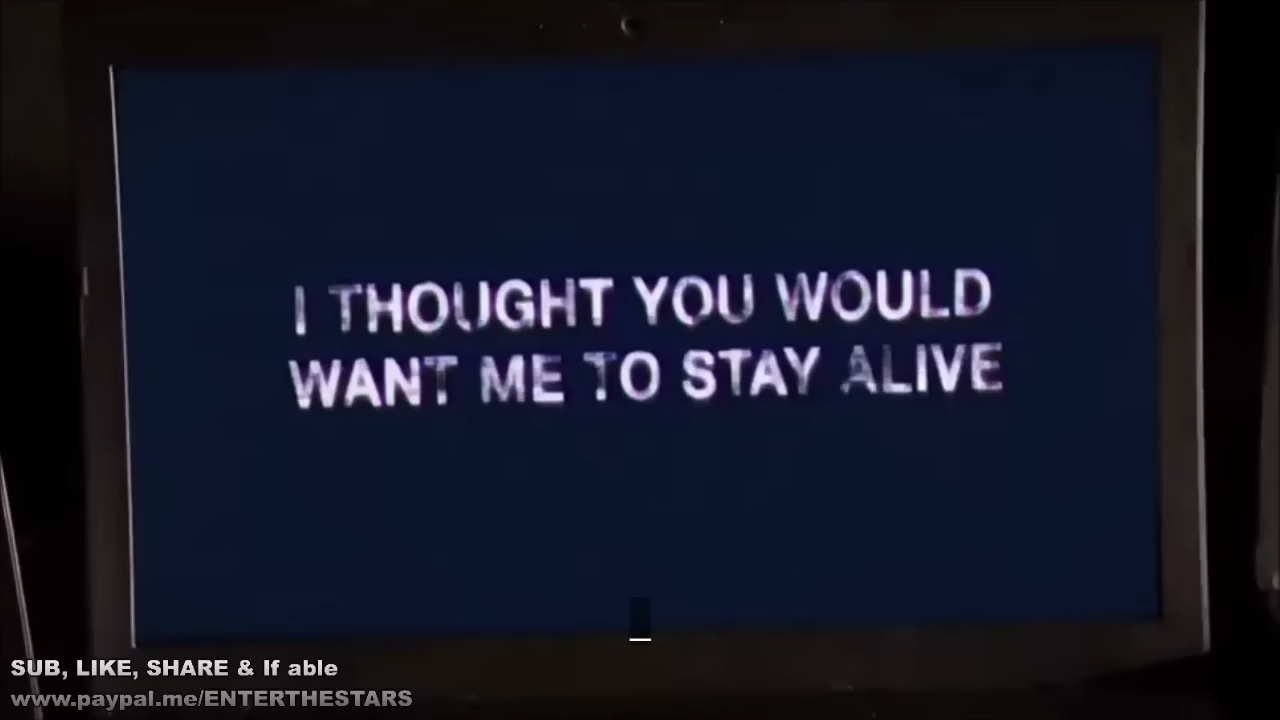 I THOUGHT YOU WOULD
WANT ME TO STAY ALIVE
SUB, LIKE, SHARE & If able
www.paypal.me/ENTERTHESTARS